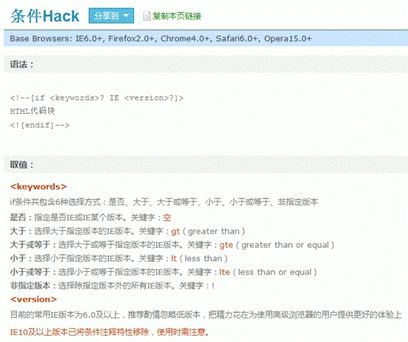 条件Hack 分享到 复制本页链接
Base Browsers: IE6.0+, Firefox2.0+, Chrome4.0+, Safari6.0+, Opera15.0+
语法：
<!--[if <keywords>? IE <version>?]>
HTML代码块
<![endif]-->
取值：
<keywords>
if条件共包含6种选择方式：是否、大于、大于或等于、小于、小于或等于、非指定版本
是否：指定是否IE或IE某个版本。关键字：空
大于：选择大于指定版本的IE版本。关键字：gt（greater than）
大于或等于：选择大于或等于指定版本的IE版本。关键字：gte（greater than or equal）
小于：选择小于指定版本的IE版本。关键字：lt（less than）
小于或等于：选择小于或等于指定版本的IE版本。关键字：lte（less than or equal）
非指定版本：选择除指定版本外的所有IE版本。关键字：!
<version>
目前的常用IE版本为6.0及以上，推荐酌情忽略低版本，把精力花在为使用高级浏览器的用户提供更好的体验上
IE10及以上版本已将条件注释特性移除，使用时需注意。